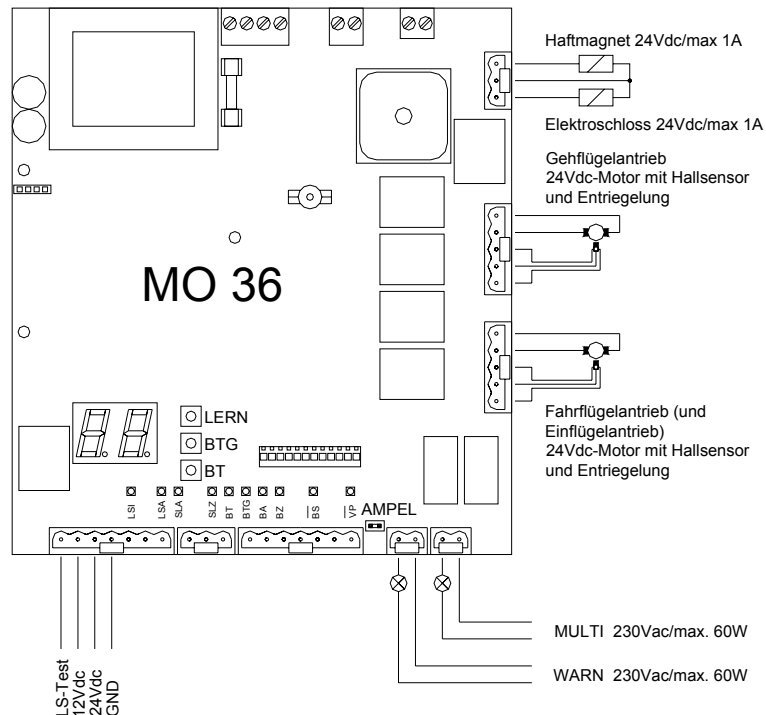 Haftmagnet 24Vdc/max 1A
Elektroschloss 24Vdc/max 1A
Gehflügelantrieb
24Vdc-Motor mit Hallsensor
und Entriegelung
MO 36
Fahrflügelantrieb (und
Einflügelantrieb)
24Vdc-Motor mit Hallsensor
und Entriegelung
LERN
BTG
BT
LSI
LSA
SLA
SLZ
BT
BTG
BA
BZ
BS
VP
AMPEL
MULTI 230Vac/max. 60W
WARN 230Vac/max. 60W
LS-Test
12Vdc
24Vdc
GND